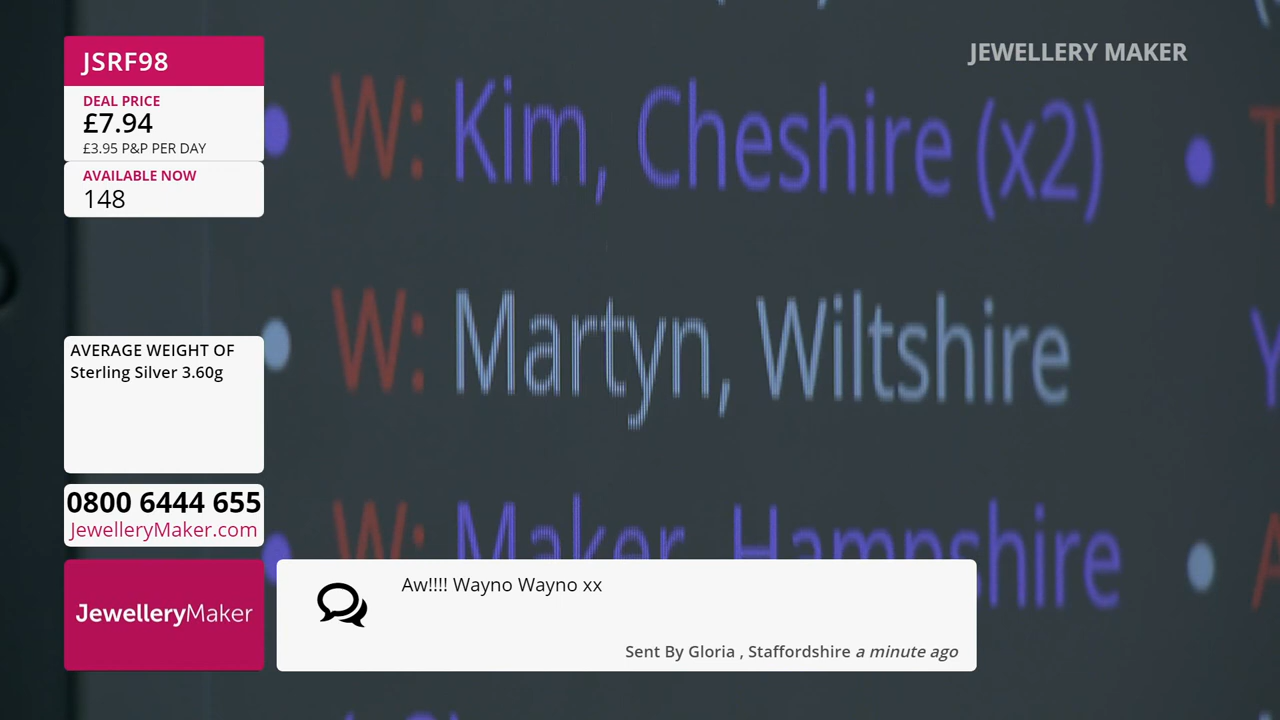 JSRF98
DEAL PRICE
£7.94
£3.95 P&P PER DAY
AVAILABLE NOW
148
AVERAGE WEIGHT OF
Sterling Silver 3.60g
0800 6444 655
JewelleryMaker.com
JewelleryMaker
JEWELLERY MAKER
W: Kim, Cheshire (x2)
W: Martyn, Wiltshire
W: Maker, Hampshire
Aw!!!! Wayno Wayno xx
Sent By Gloria , Staffordshire a minute ago